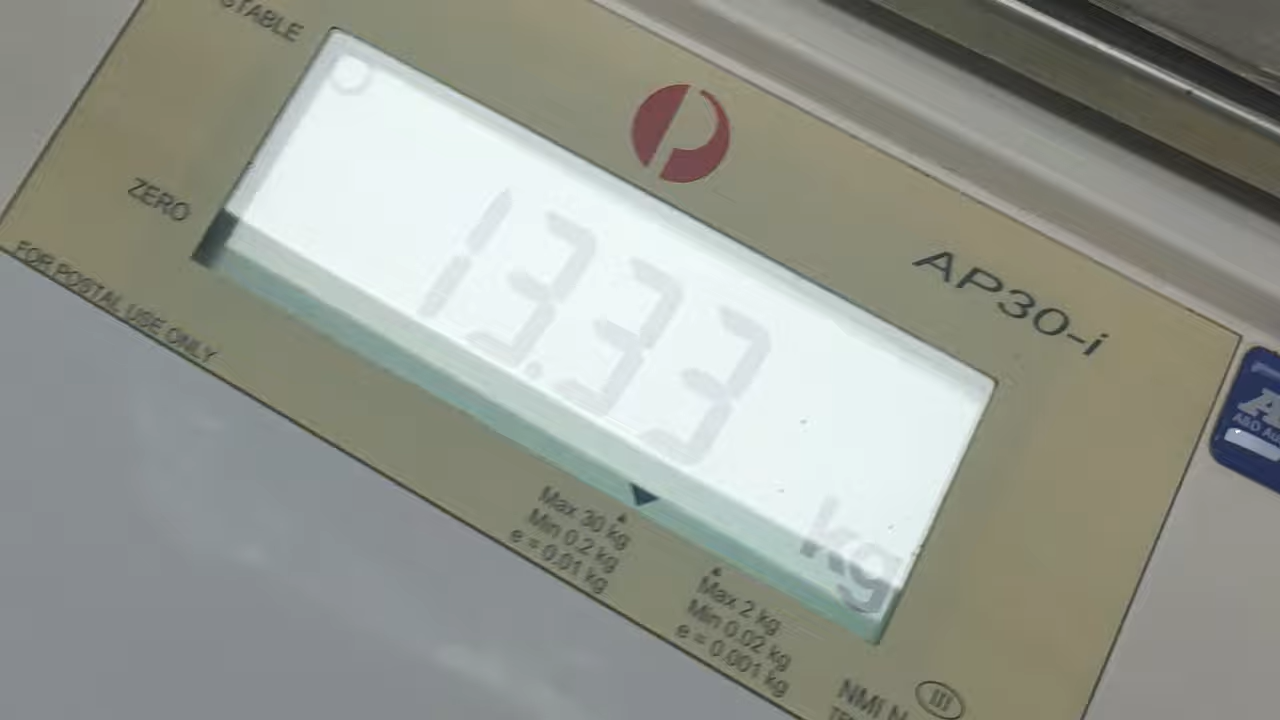 STABLE
ZERO
FOR POSTAL USE ONLY
13.33
kg
AP30-i
Max 30 kg
Min 0.2 kg
e = 0.01 kg
Max 2 kg
Min 0.02 kg
e = 0.001 kg
NMI
III